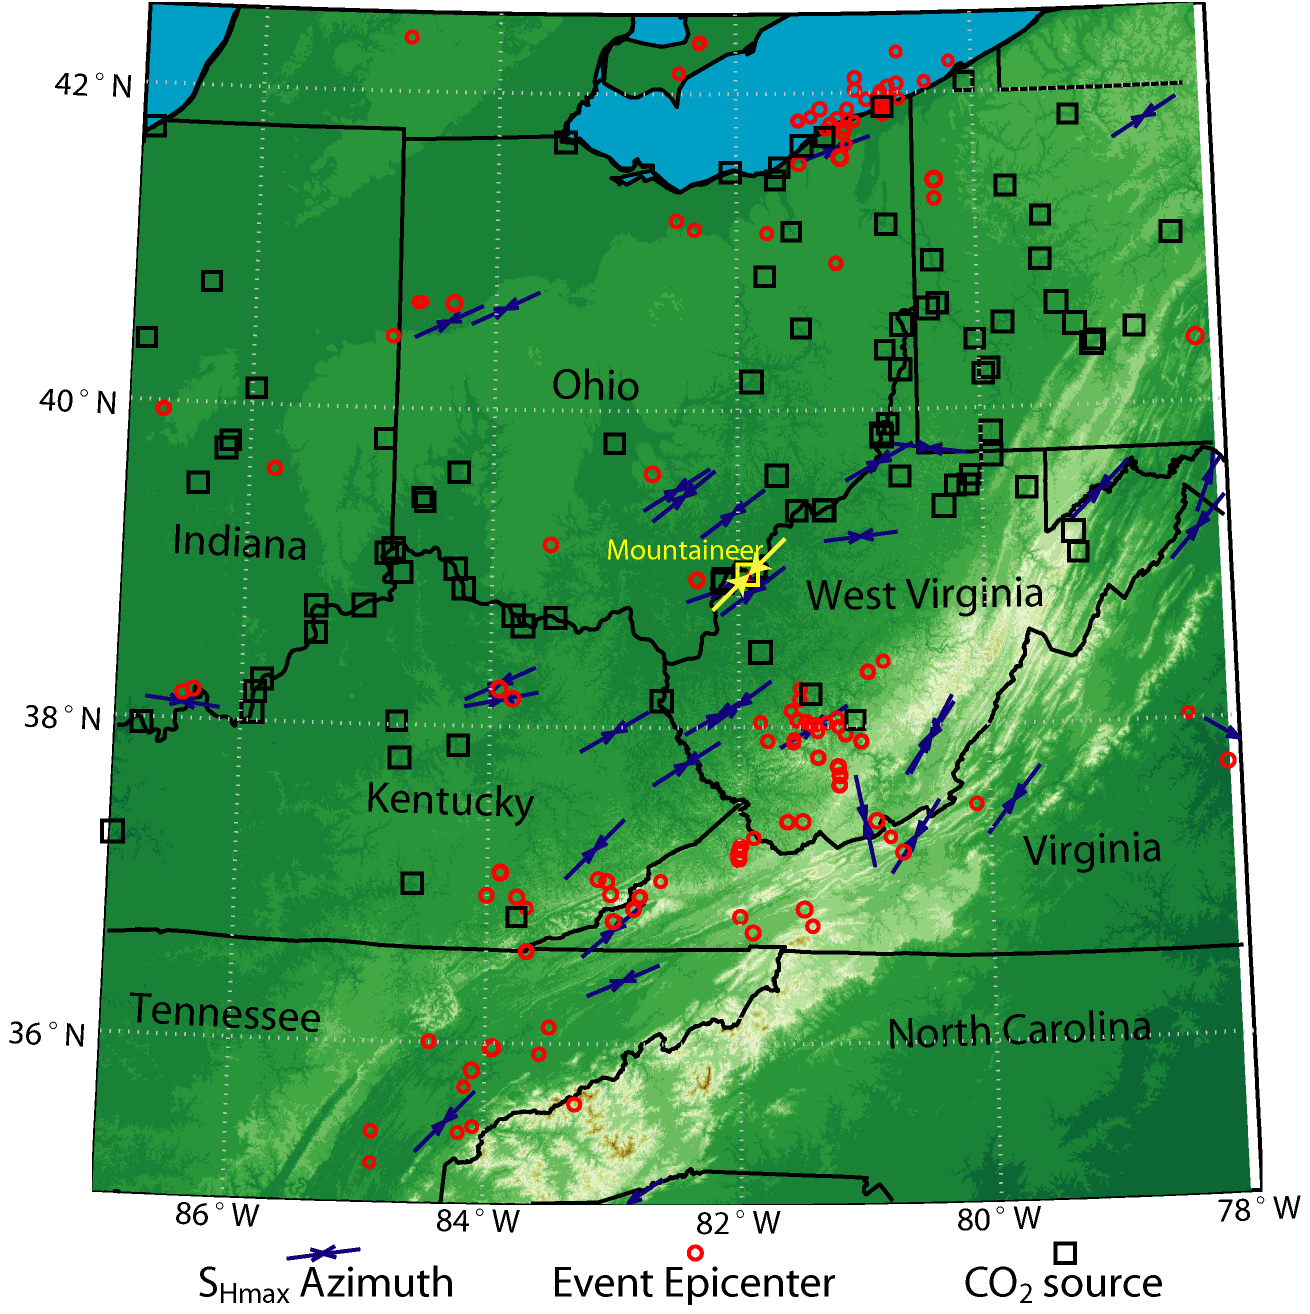 42°N
Ohio
40°N
Indiana
Mountaineer
West Virginia
38°N
Kentucky
Virginia
Tennessee
36°N
North Carolina
86°W
84°W
82°W
80°W
78°W
SHmax Azimuth
Event Epicenter
CO2 source